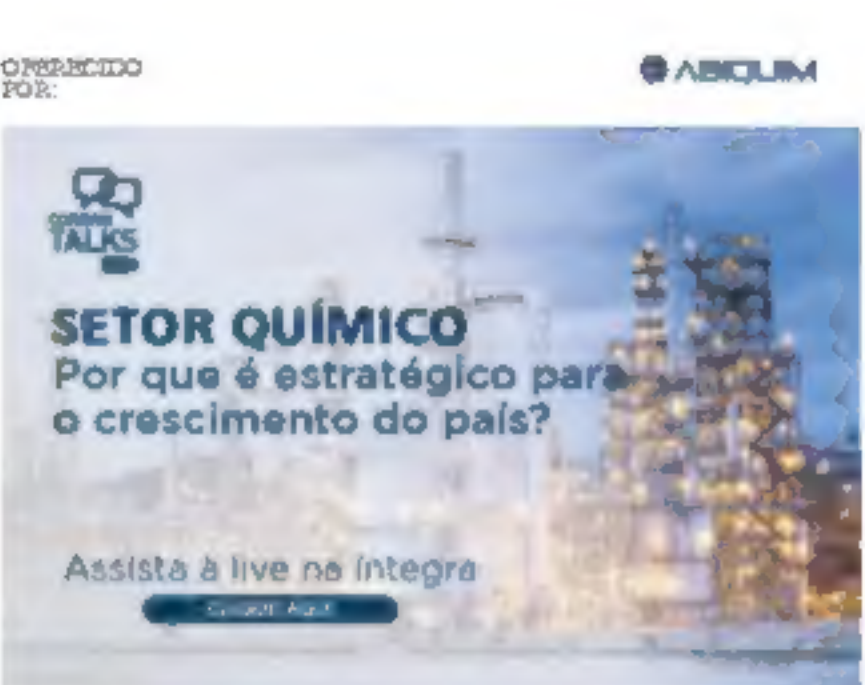 OFERECIDO
POR:
ABIQUIM
TALKS
SETOR QUÍMICO
Por que é estratégico para
o crescimento do país?
Assista à live na íntegra